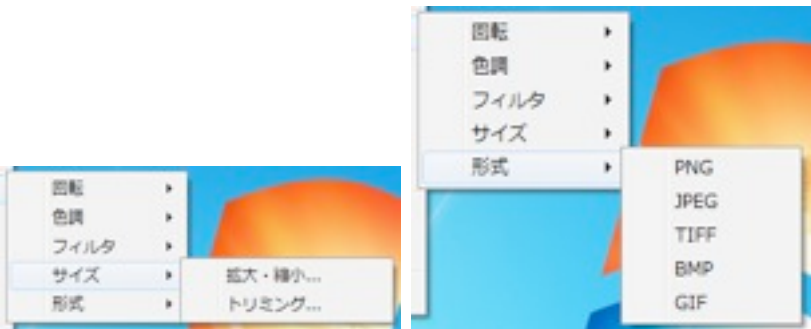 回転
色調
フィルタ
サイズ
形式
拡大・縮小...
トリミング...
回転
色調
フィルタ
サイズ
形式
PNG
JPEG
TIFF
BMP
GIF